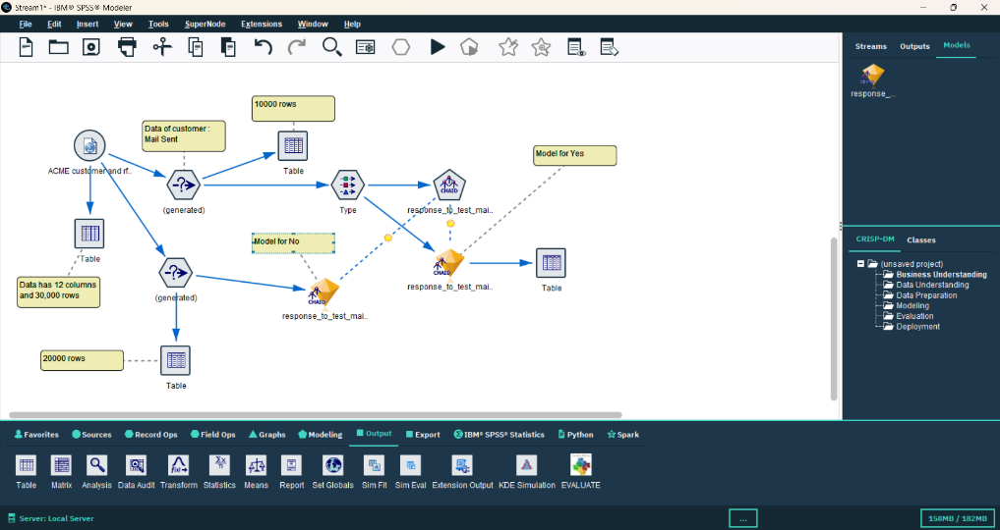 Stream1* - IBM® SPSS® Modeler
File Edit Insert View Tools SuperNode Extensions Window Help
Streams Outputs Models
response_...
10000 rows
Data of customer :
Mail Sent
Model for Yes
ACME customer and rf..
Table
(generated)
Type
response_to_test_mai..
CHAID
Model for No
Table
(generated)
CHAID
response_to_test_mai..
Table
Data has 12 columns
and 30,000 rows
CHAID
response_to_test_mai..
20000 rows
Table
CRISP-DM Classes
(unsaved project)
Business Understanding
Data Understanding
Data Preparation
Modeling
Evaluation
Deployment
Favorites Sources Record Ops Field Ops Graphs Modeling Output Export IBM® SPSS® Statistics Python Spark
Table Matrix Analysis Data Audit Transform Statistics Means Report Set Globals Sim Fit Sim Eval Extension Output KDE Simulation EVALUATE
Server: Local Server
...
158MB / 182MB